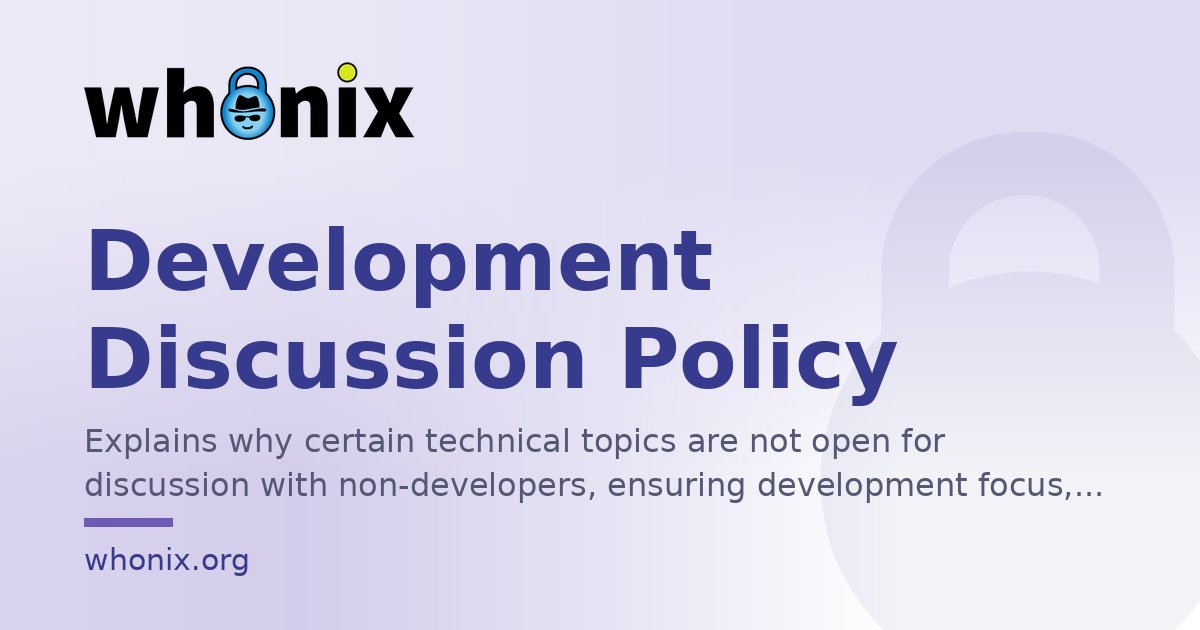 whonix
Development
Discussion Policy
Explains why certain technical topics are not open for
discussion with non-developers, ensuring development focus,...
whonix.org